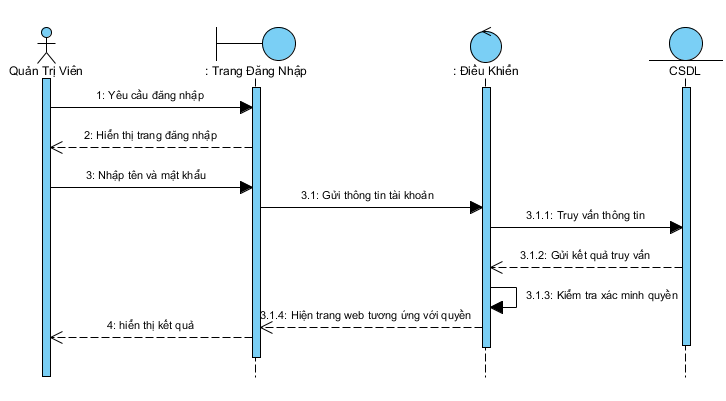 Quản Trị Viên
: Trang Đăng Nhập
: Điều Khiển
CSDL
1: Yêu cầu đăng nhập
2: Hiển thị trang đăng nhập
3: Nhập tên và mật khẩu
3.1: Gửi thông tin tài khoản
3.1.1: Truy vấn thông tin
3.1.2: Gửi kết quả truy vấn
3.1.3: Kiểm tra xác minh quyền
3.1.4: Hiện trang web tương ứng với quyền
4: hiển thị kết quả